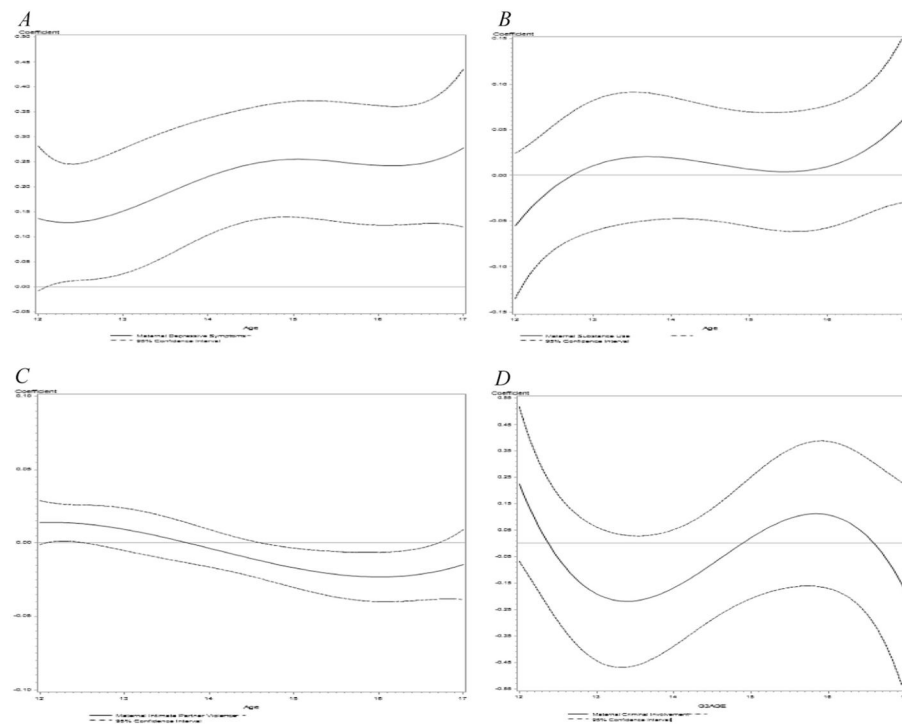 A
Coefficient
0.50
0.45
0.40
0.35
0.30
0.25
0.20
0.15
0.10
0.05
0.00
-0.05
12 13 14 15 16 17
Age
Maternal Depressive Symptoms
95% Confidence Interval
B
Coefficient
0.15
0.10
0.05
0.00
-0.05
-0.10
-0.15
12 13 14 15 16
Age
Maternal Substance Use
95% Confidence Interval
C
Coefficient
0.10
0.05
0.00
-0.05
-0.10
12 13 14 15 16 17
Age
Maternal Intimate Partner Violence
95% Confidence Interval
D
Coefficient
0.55
0.45
0.35
0.25
0.15
0.05
-0.05
-0.15
-0.25
-0.35
-0.45
-0.55
12 13 14 15 16
G3AGE
Maternal Criminal Involvement
95% Confidence Interval